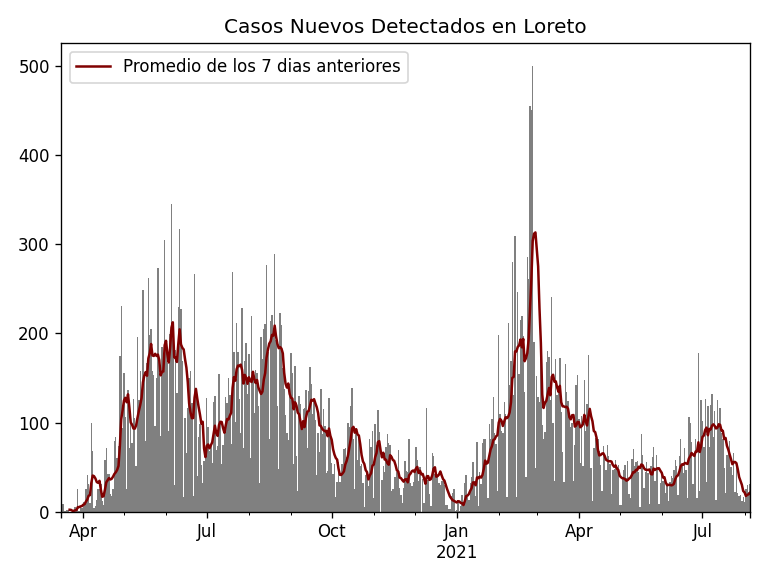 Casos Nuevos Detectados en Loreto
Promedio de los 7 dias anteriores
500
400
300
200
100
0
Apr
Jul
Oct
Jan
2021
Apr
Jul